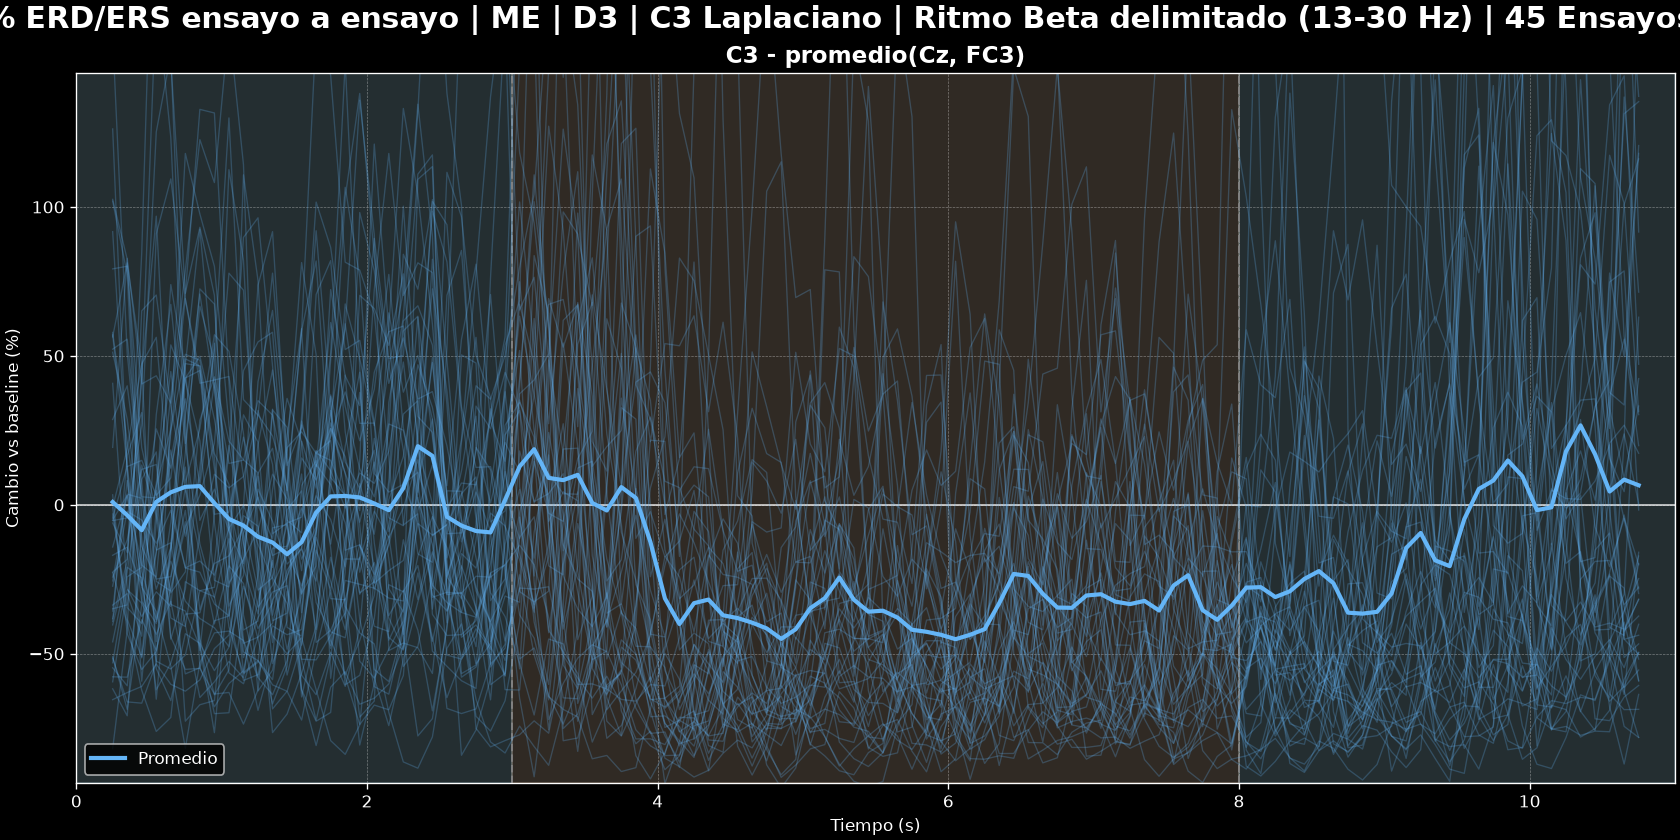 % ERD/ERS ensayo a ensayo | ME | D3 | C3 Laplaciano | Ritmo Beta delimitado (13-30 Hz) | 45 Ensayos
C3 - promedio(Cz, FC3)
Cambio vs baseline (%)
100
50
0
−50
Promedio
0 2 4 6 8 10
Tiempo (s)